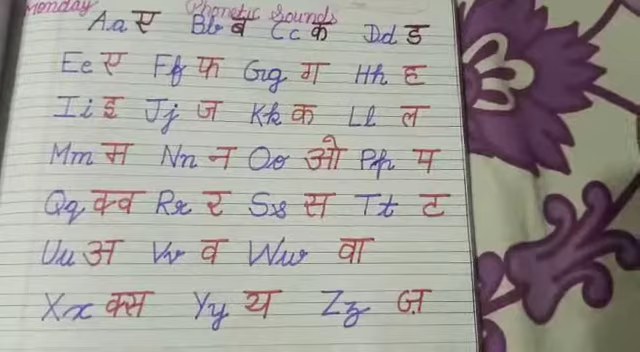 Monday Phonetic Sounds
Aa ए Bb ब Cc क Dd ड
Ee ए Ff फ Gg ग Hh ह
Ii इ Jj ज Kk क Ll ल
Mm म Nn न Oo ओ Pp प
Qq क्व Rr र Ss स Tt ट
Uu अ Vv व Ww वा
Xx क्स Yy य Zz ज़